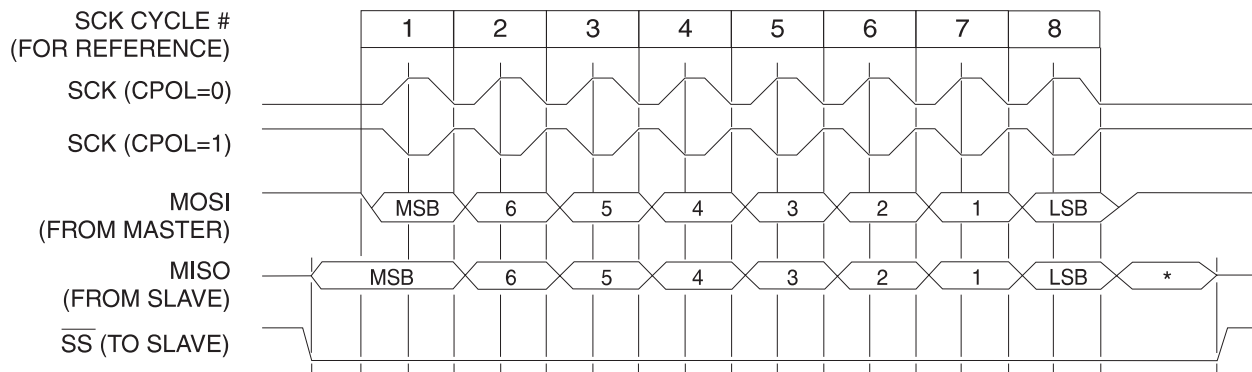 SCK CYCLE # 1 2 3 4 5 6 7 8
(FOR REFERENCE)
SCK (CPOL=0)
SCK (CPOL=1)
MOSI MSB 6 5 4 3 2 1 LSB
(FROM MASTER)
MISO MSB 6 5 4 3 2 1 LSB *
(FROM SLAVE)
SS (TO SLAVE)